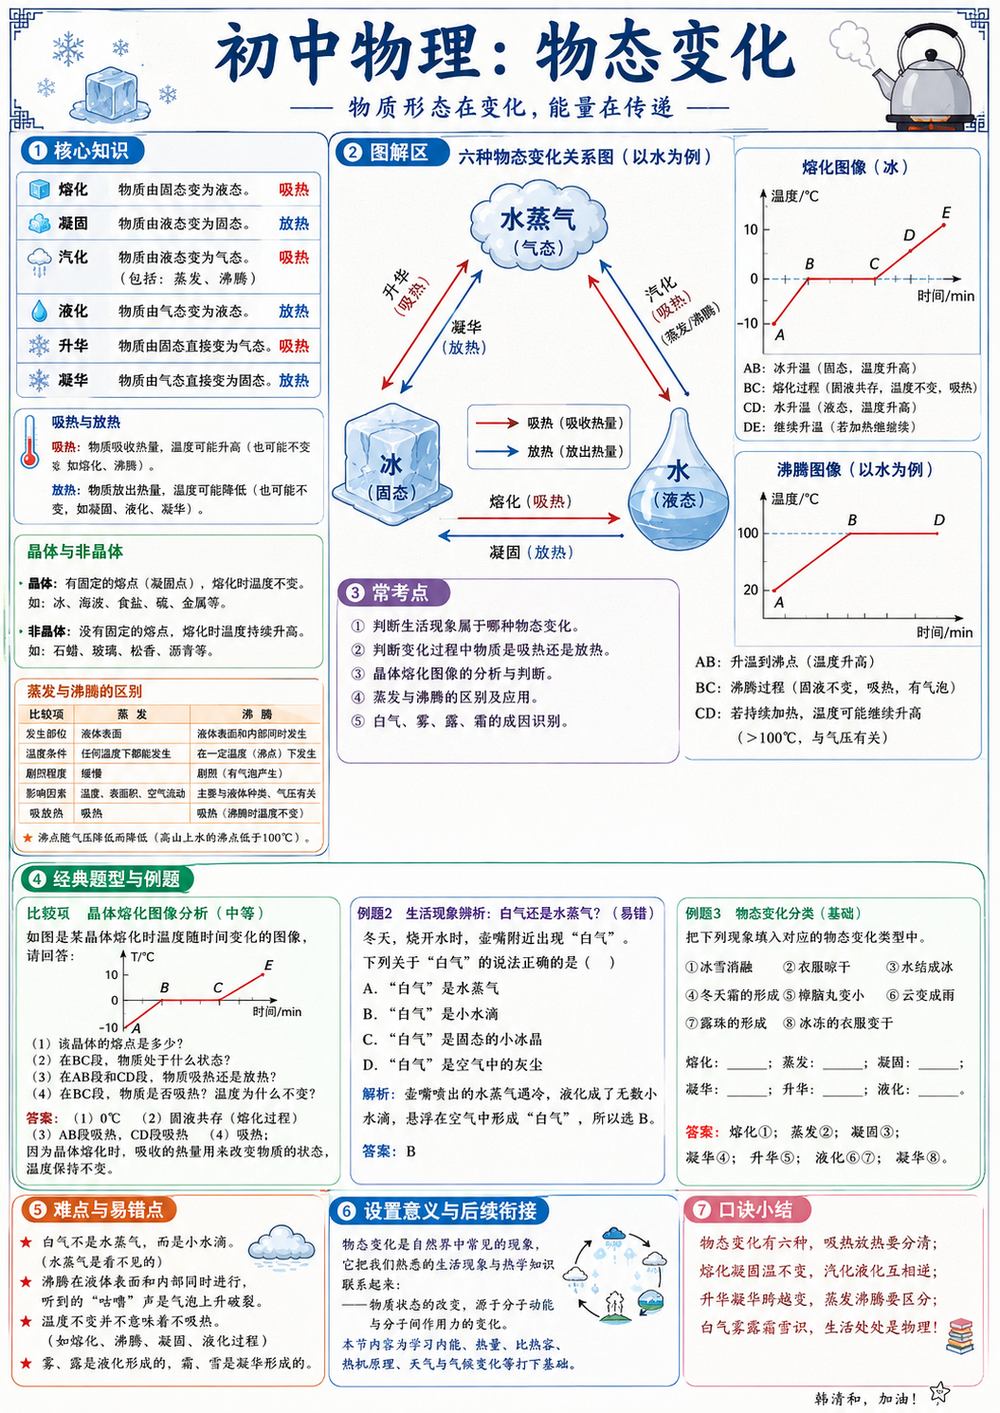 初中物理：物态变化
—— 物质形态在变化，能量在传递 ——
1 核心知识
熔化 物质由固态变为液态。 吸热
凝固 物质由液态变为固态。 放热
汽化 物质由液态变为气态。 吸热
（包括：蒸发、沸腾）
液化 物质由气态变为液态。 放热
升华 物质由固态直接变为气态。 吸热
凝华 物质由气态直接变为固态。 放热
吸热与放热
吸热：物质吸收热量，温度可能升高（也可能不变
如熔化、沸腾）。
放热：物质放出热量，温度可能降低（也可能不
变，如凝固、液化、凝华）。
晶体与非晶体
· 晶体：有固定的熔点（凝固点），熔化时温度不变。
如：冰、海波、食盐、硫、金属等。
· 非晶体：没有固定的熔点，熔化时温度持续升高。
如：石蜡、玻璃、松香、沥青等。
蒸发与沸腾的区别
比较项 蒸 发 沸 腾
发生部位 液体表面 液体表面和内部同时发生
温度条件 任何温度下都能发生 在一定温度（沸点）下发生
剧烈程度 缓慢 剧烈（有气泡产生）
影响因素 温度、表面积、空气流动 主要与液体种类、气压有关
吸放热 吸热 吸热（沸腾时温度不变）
★ 沸点随气压降低而降低（高山上水的沸点低于100℃）。
2 图解区 六种物态变化关系图（以水为例）
水蒸气
（气态）
升华
（吸热）
凝华
（放热）
汽化
（吸热）
（蒸发/沸腾）
吸热（吸收热量）
放热（放出热量）
冰
（固态）
水
（液态）
熔化（吸热）
凝固（放热）
熔化图像（冰）
温度/℃
10
0
-10
A
B
C
D
E
时间/min
AB：冰升温（固态，温度升高）
BC：熔化过程（固液共存，温度不变，吸热）
CD：水升温（液态，温度升高）
DE：继续升温（若加热继续）
沸腾图像（以水为例）
温度/℃
100
20
A
B
D
时间/min
AB：升温到沸点（温度升高）
BC：沸腾过程（固液不变，吸热，有气泡）
CD：若持续加热，温度可能继续升高
（＞100℃，与气压有关）
3 常考点
① 判断生活现象属于哪种物态变化。
② 判断变化过程中物质是吸热还是放热。
③ 晶体熔化图像的分析与判断。
④ 蒸发与沸腾的区别及应用。
⑤ 白气、雾、露、霜的成因识别。
4 经典题型与例题
比较项 晶体熔化图像分析（中等）
如图是某晶体熔化时温度随时间变化的图像，
请回答：
T/℃
10
0
-10
A
B
C
E
时间/min
（1）该晶体的熔点是多少？
（2）在BC段，物质处于什么状态？
（3）在AB段和CD段，物质吸热还是放热？
（4）在BC段，物质是否吸热？温度为什么不变？
答案：（1）0℃ （2）固液共存（熔化过程）
（3）AB段吸热，CD段吸热 （4）吸热；
因为晶体熔化时，吸收的热量用来改变物质的状态，
温度保持不变。
例题2 生活现象辨析：白气还是水蒸气？（易错）
冬天，烧开水时，壶嘴附近出现“白气”。
下列关于“白气”的说法正确的是（ ）
A．“白气”是水蒸气
B．“白气”是小水滴
C．“白气”是固态的小冰晶
D．“白气”是空气中的灰尘
解析：壶嘴喷出的水蒸气遇冷，液化成了无数小
水滴，悬浮在空气中形成“白气”，所以选 B。
答案：B
例题3 物态变化分类（基础）
把下列现象填入对应的物态变化类型中。
①冰雪消融 ②衣服晾干 ③水结成冰
④冬天霜的形成 ⑤樟脑丸变小 ⑥云变成雨
⑦露珠的形成 ⑧冰冻的衣服变干
熔化：_____；蒸发：_____；凝固：_____；
凝华：_____；升华：_____；液化：_____。
答案：熔化①；蒸发②；凝固③；
凝华④；升华⑤；液化⑥⑦；凝华⑧。
5 难点与易错点
★ 白气不是水蒸气，而是小水滴。
（水蒸气是看不见的）
★ 沸腾在液体表面和内部同时进行，
听到的“咕噜”声是气泡上升破裂。
★ 温度不变并不意味着不吸热。
（如熔化、沸腾、凝固、液化过程）
★ 雾、露是液化形成的，霜、雪是凝华形成的。
6 设置意义与后续衔接
物态变化是自然界中常见的现象，
它把我们熟悉的生活现象与热学知识
联系起来：
——物质状态的改变，源于分子动能
与分子间作用力的变化。
本节内容为学习内能、热量、比热容、
热机原理、天气与气候变化等打下基础。
7 口诀小结
物态变化有六种，吸热放热要分清；
熔化凝固温不变，汽化液化互相逆；
升华凝华跨越变，蒸发沸腾要区分；
白气雾露霜雪识，生活处处是物理！
韩清和，加油！